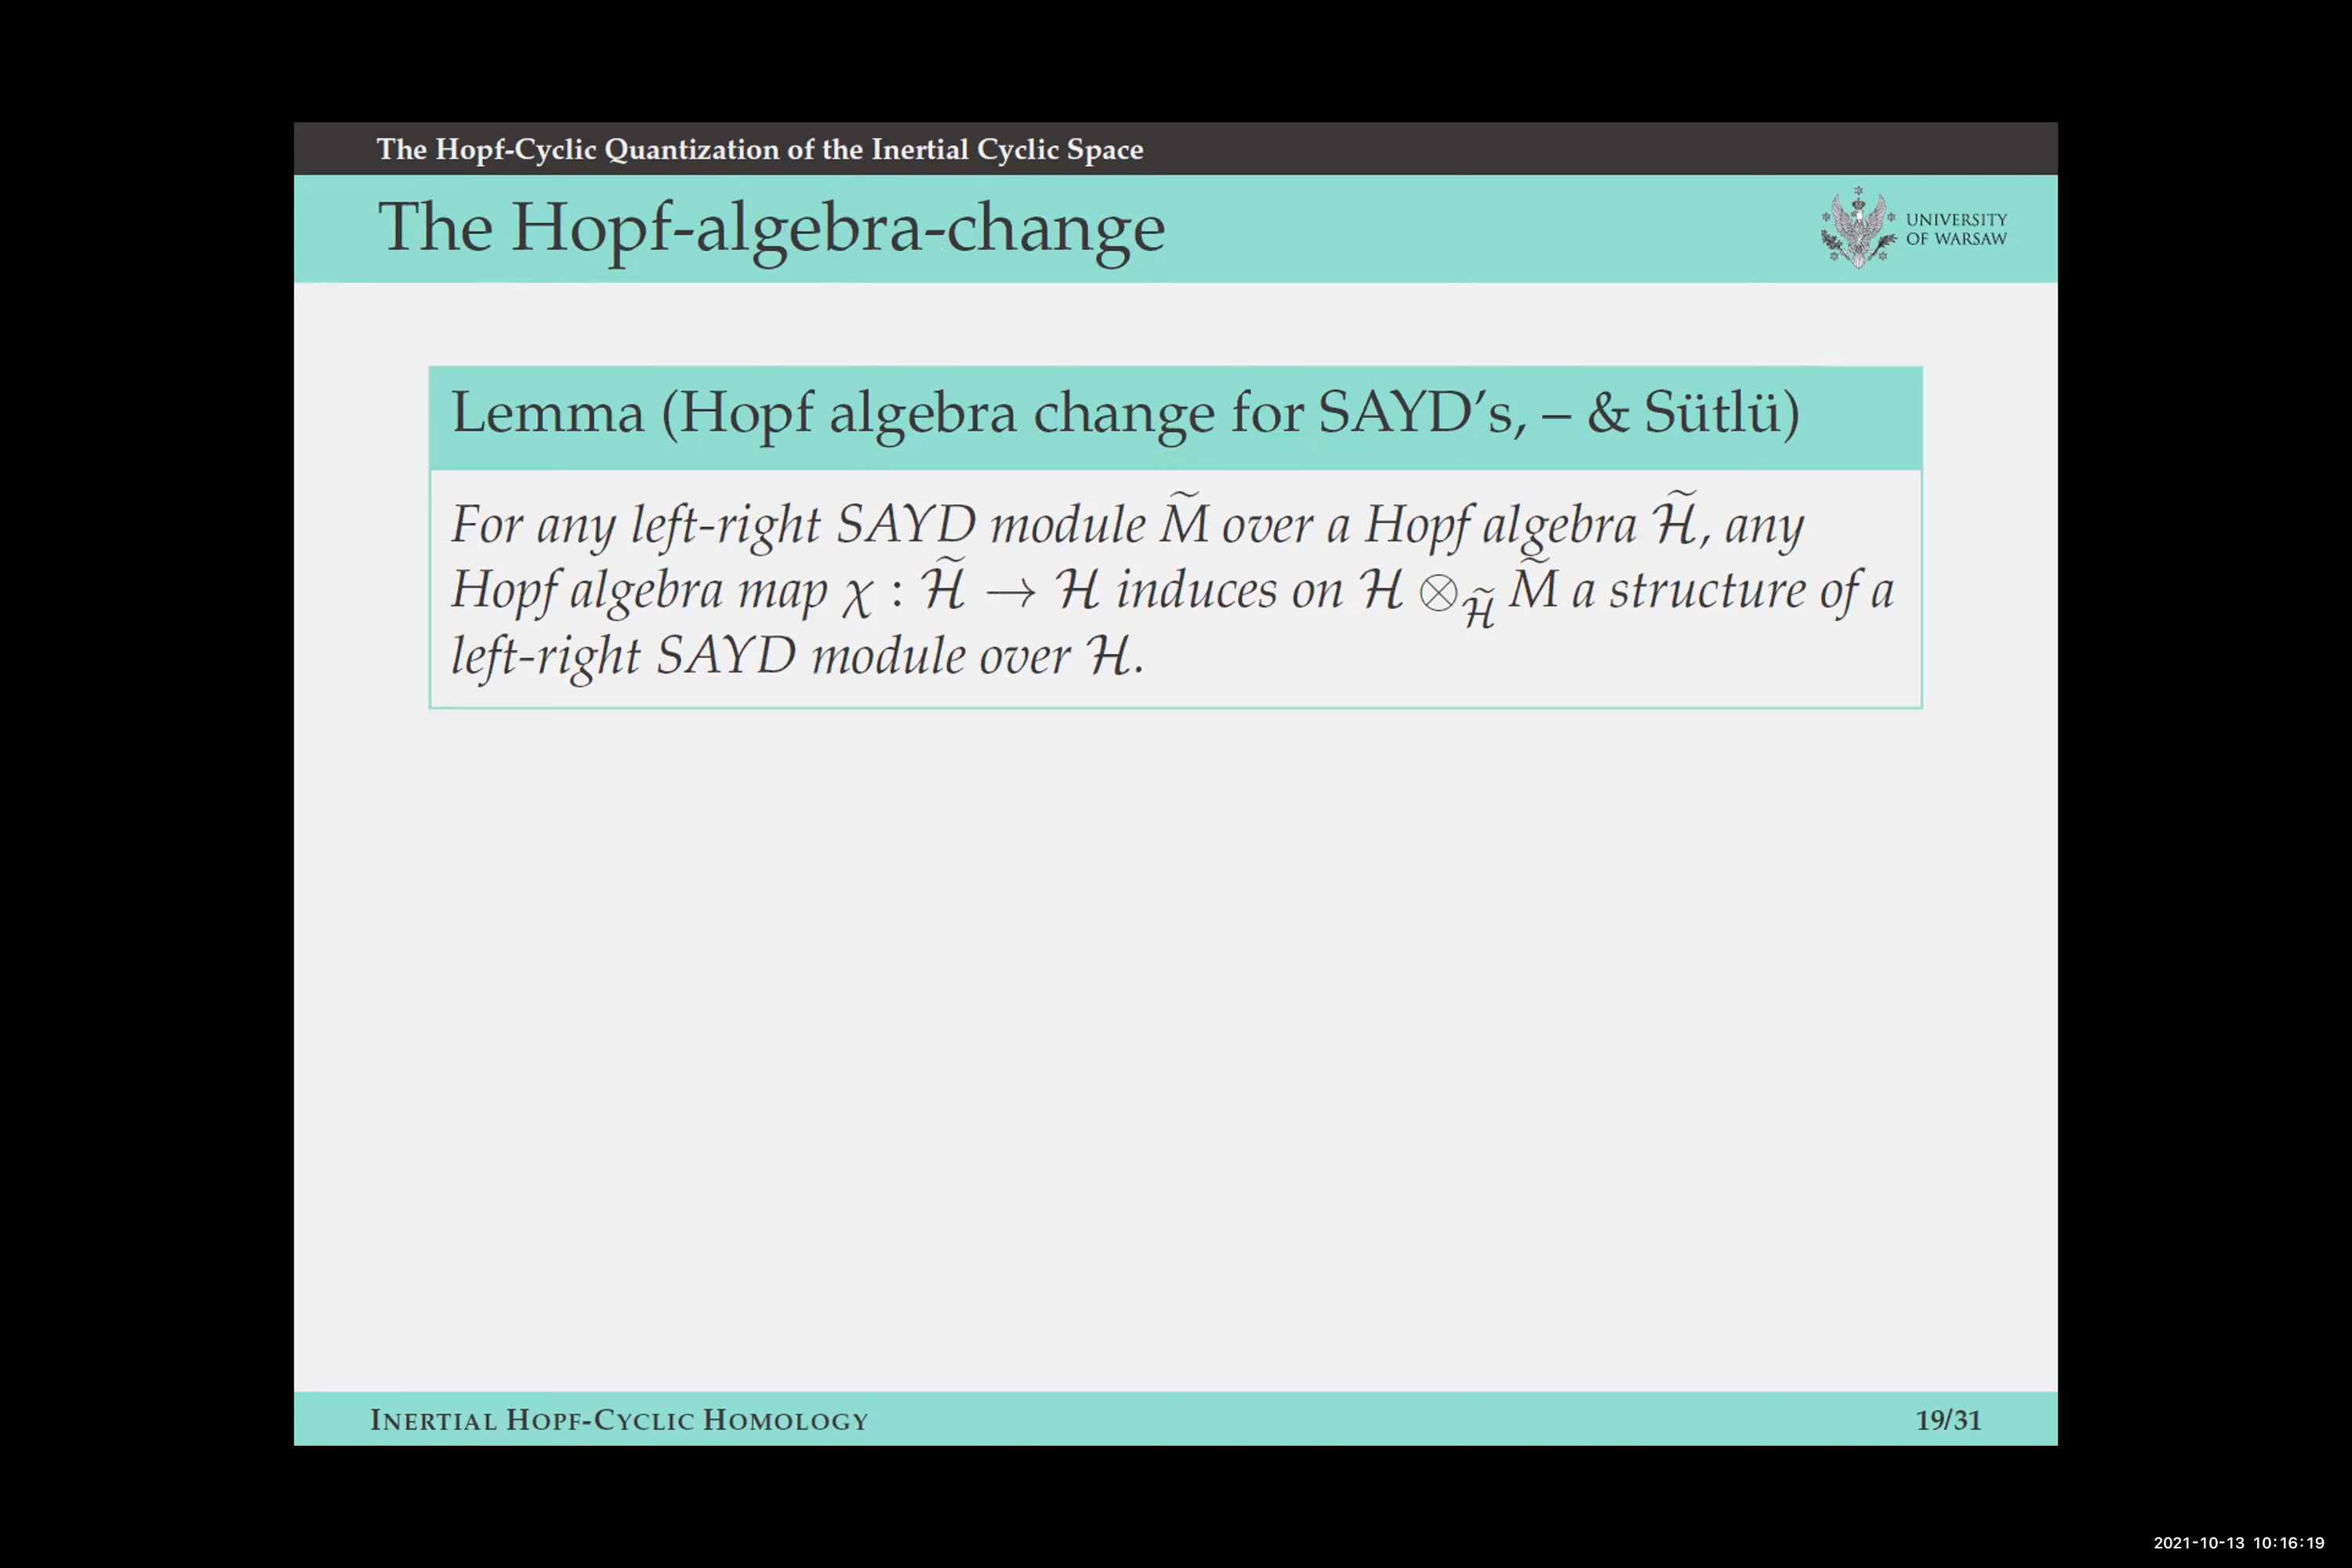 The Hopf-Cyclic Quantization of the Inertial Cyclic Space
The Hopf-algebra-change
UNIVERSITY
OF WARSAW
Lemma (Hopf algebra change for SAYD's, – & Sütlü)
For any left-right SAYD module M̃ over a Hopf algebra ℋ̃, any
Hopf algebra map χ : ℋ̃ → ℋ induces on ℋ ⊗_ℋ̃ M̃ a structure of a
left-right SAYD module over ℋ.
INERTIAL HOPF-CYCLIC HOMOLOGY
19/31
2021-10-13 10:16:19